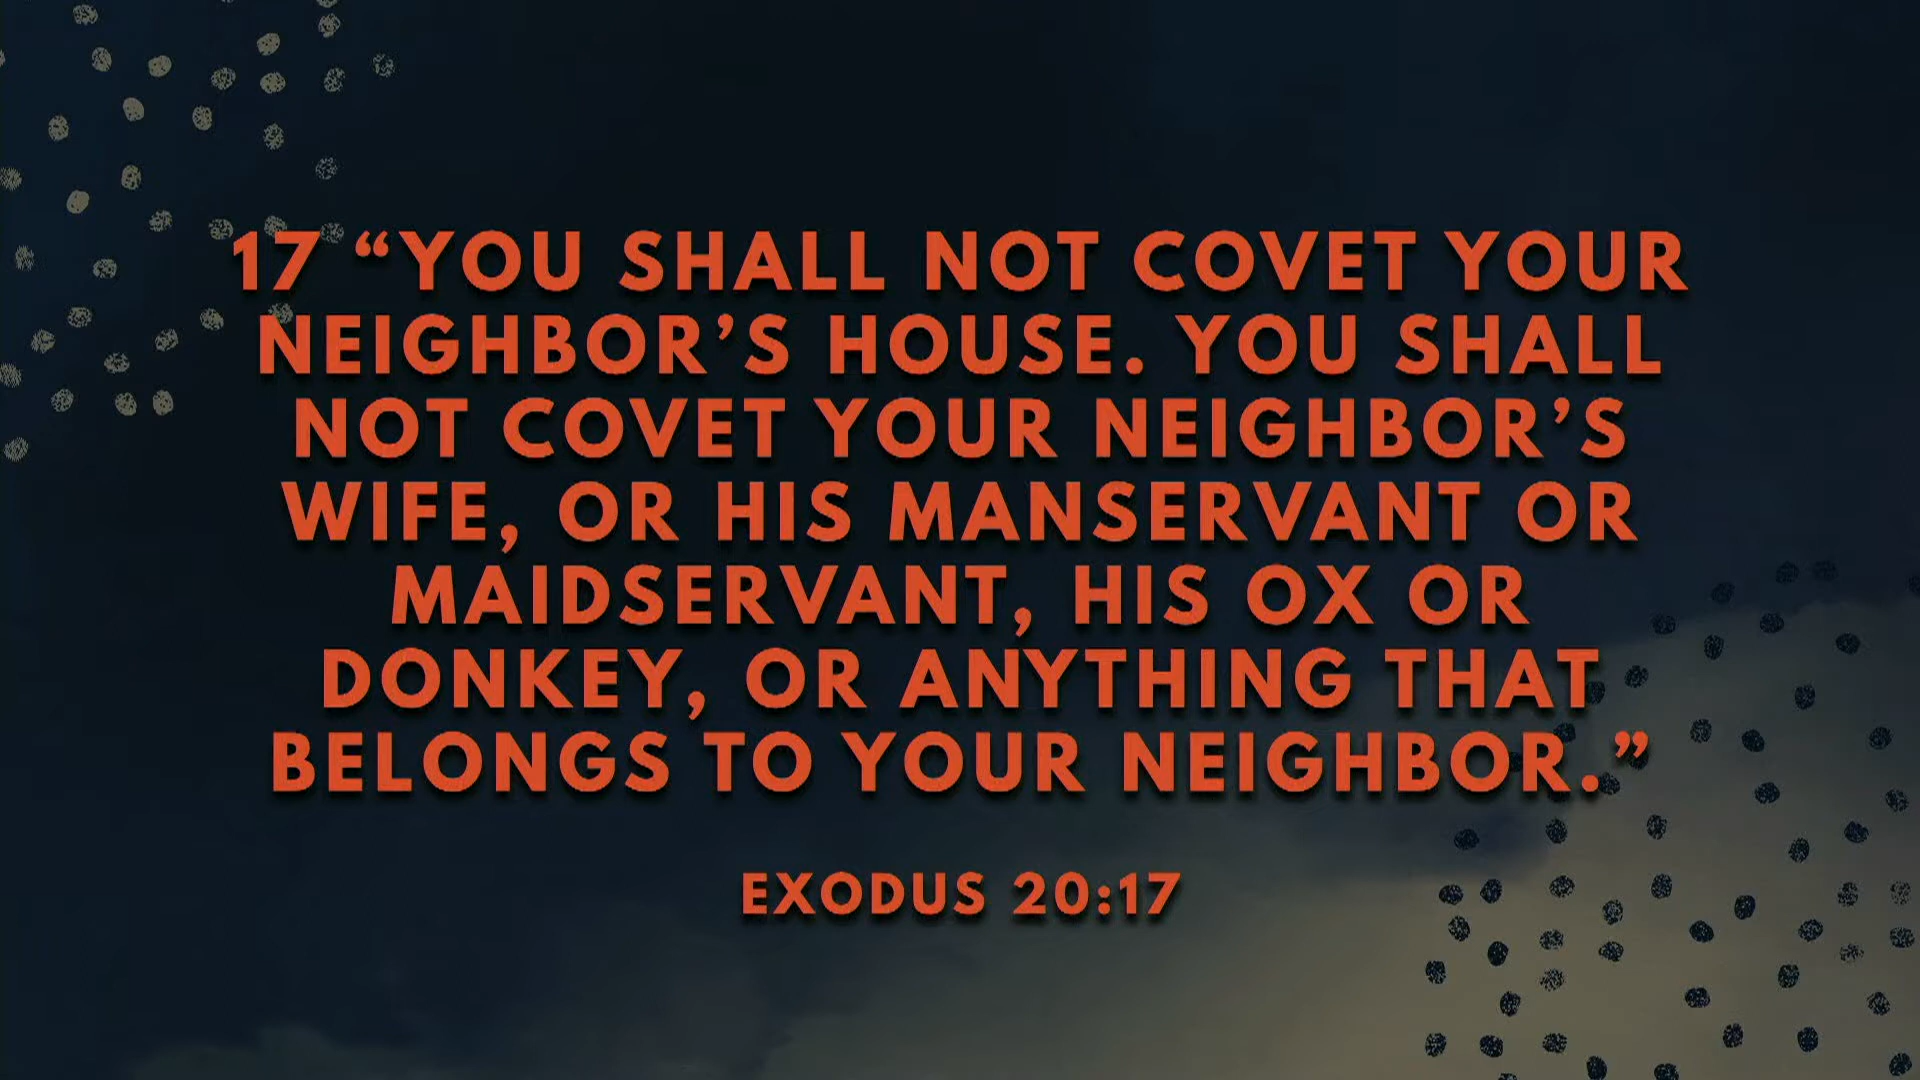 17 “YOU SHALL NOT COVET YOUR
NEIGHBOR’S HOUSE. YOU SHALL
NOT COVET YOUR NEIGHBOR’S
WIFE, OR HIS MANSERVANT OR
MAIDSERVANT, HIS OX OR
DONKEY, OR ANYTHING THAT
BELONGS TO YOUR NEIGHBOR.”
EXODUS 20:17